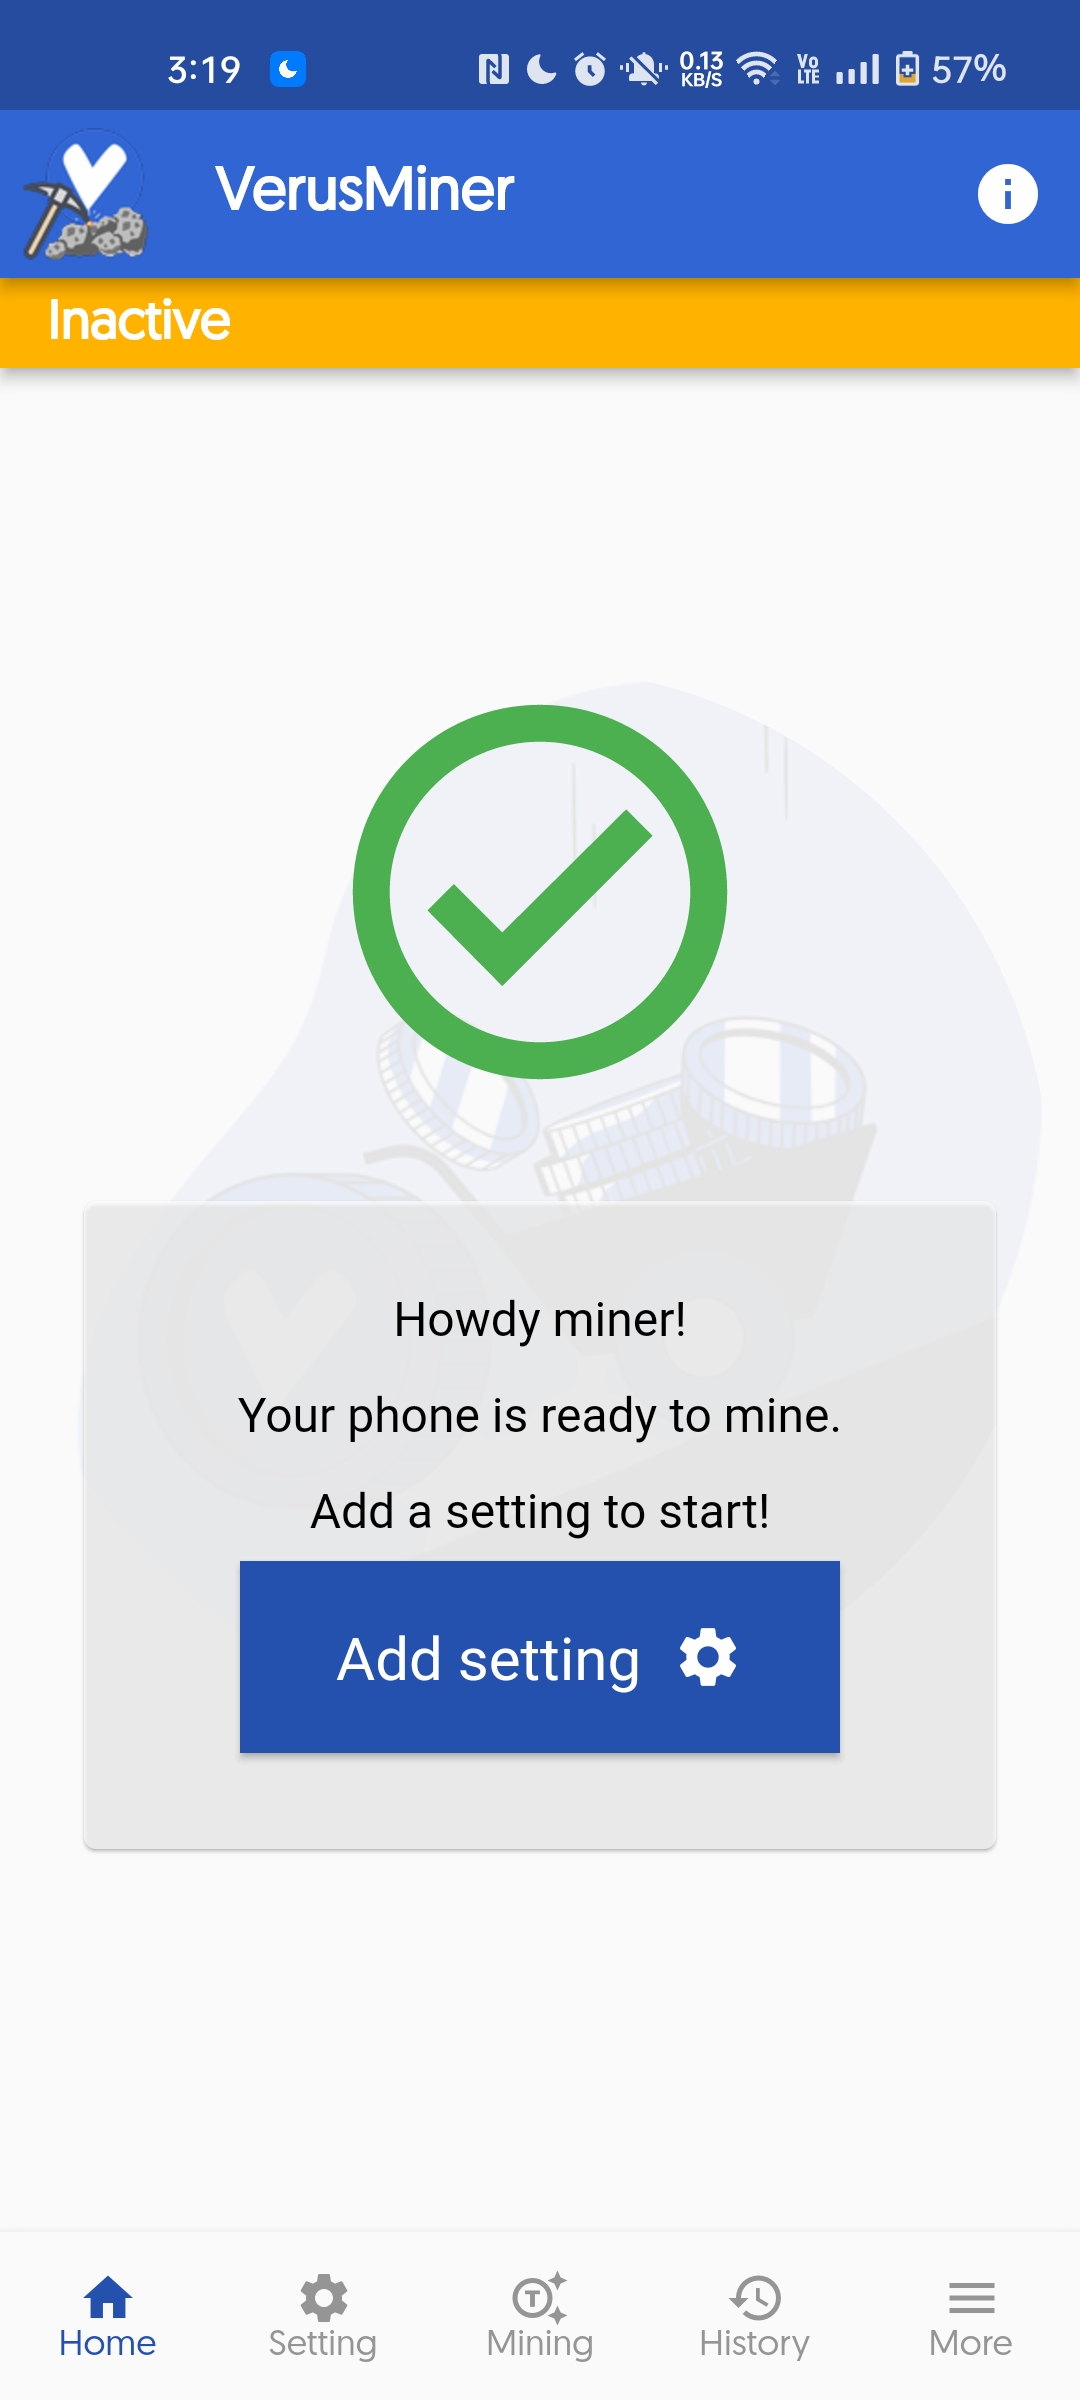 3:19
0.13
KB/S
Vo
LTE
57%
VerusMiner
Inactive
Howdy miner!
Your phone is ready to mine.
Add a setting to start!
Add setting
Home
Setting
Mining
History
More